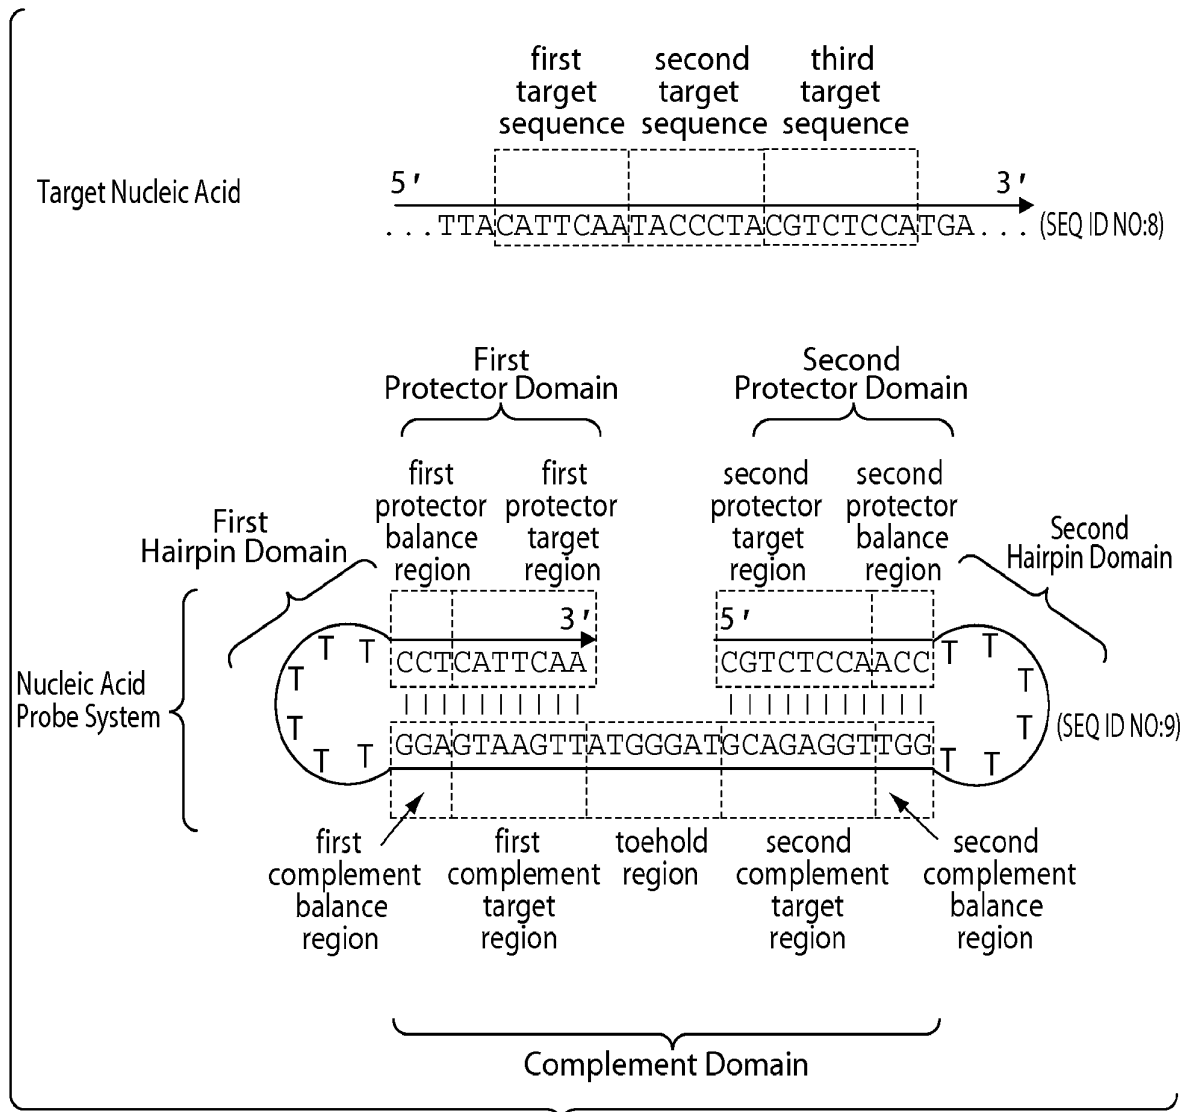 first second third
target target target
sequence sequence sequence
Target Nucleic Acid 5 ′ 3 ′
...TTACATTCAATACCCTACGTCTCCATGA... (SEQ ID NO:8)
First
Protector Domain
Second
Protector Domain
first
protector
balance
region
first
protector
target
region
second
protector
target
region
second
protector
balance
region
First
Hairpin Domain
Second
Hairpin Domain
3 ′ 5 ′
T T T CCTCATTCAA CGTCTCCAACC T T T
Nucleic Acid
Probe System
T T T GGAGTAAGTTATGGGATGCAGAGGTTGG T T T
(SEQ ID NO:9)
first
complement
balance
region
first
complement
target
region
toehold
region
second
complement
target
region
second
complement
balance
region
Complement Domain